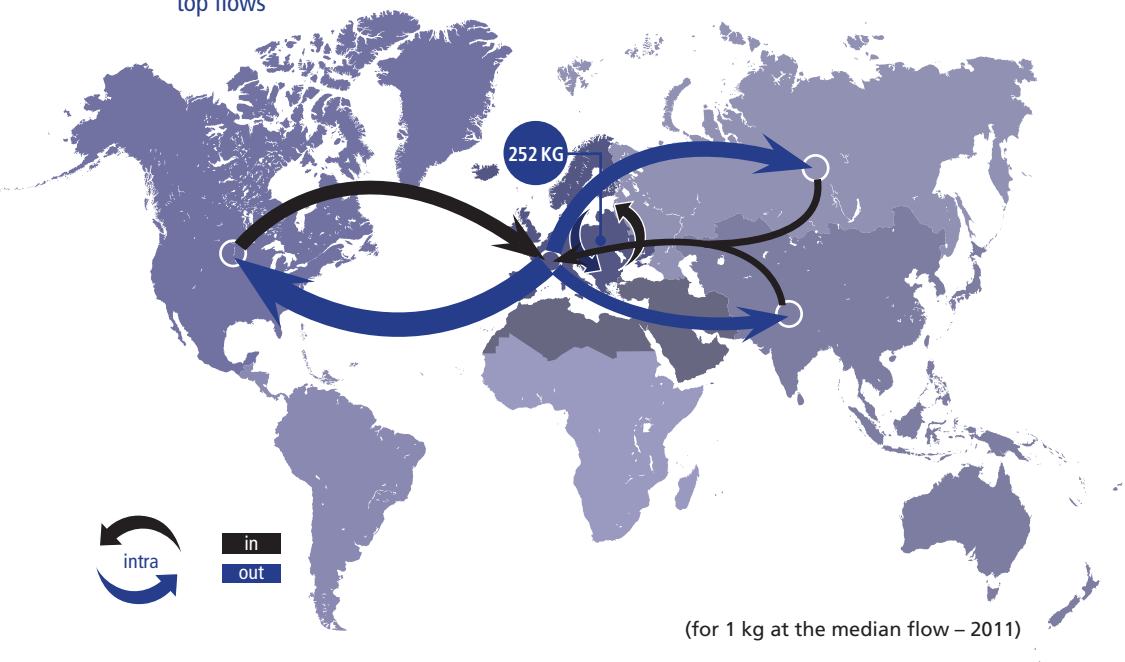 top flows
252 KG
intra
in
out
(for 1 kg at the median flow – 2011)